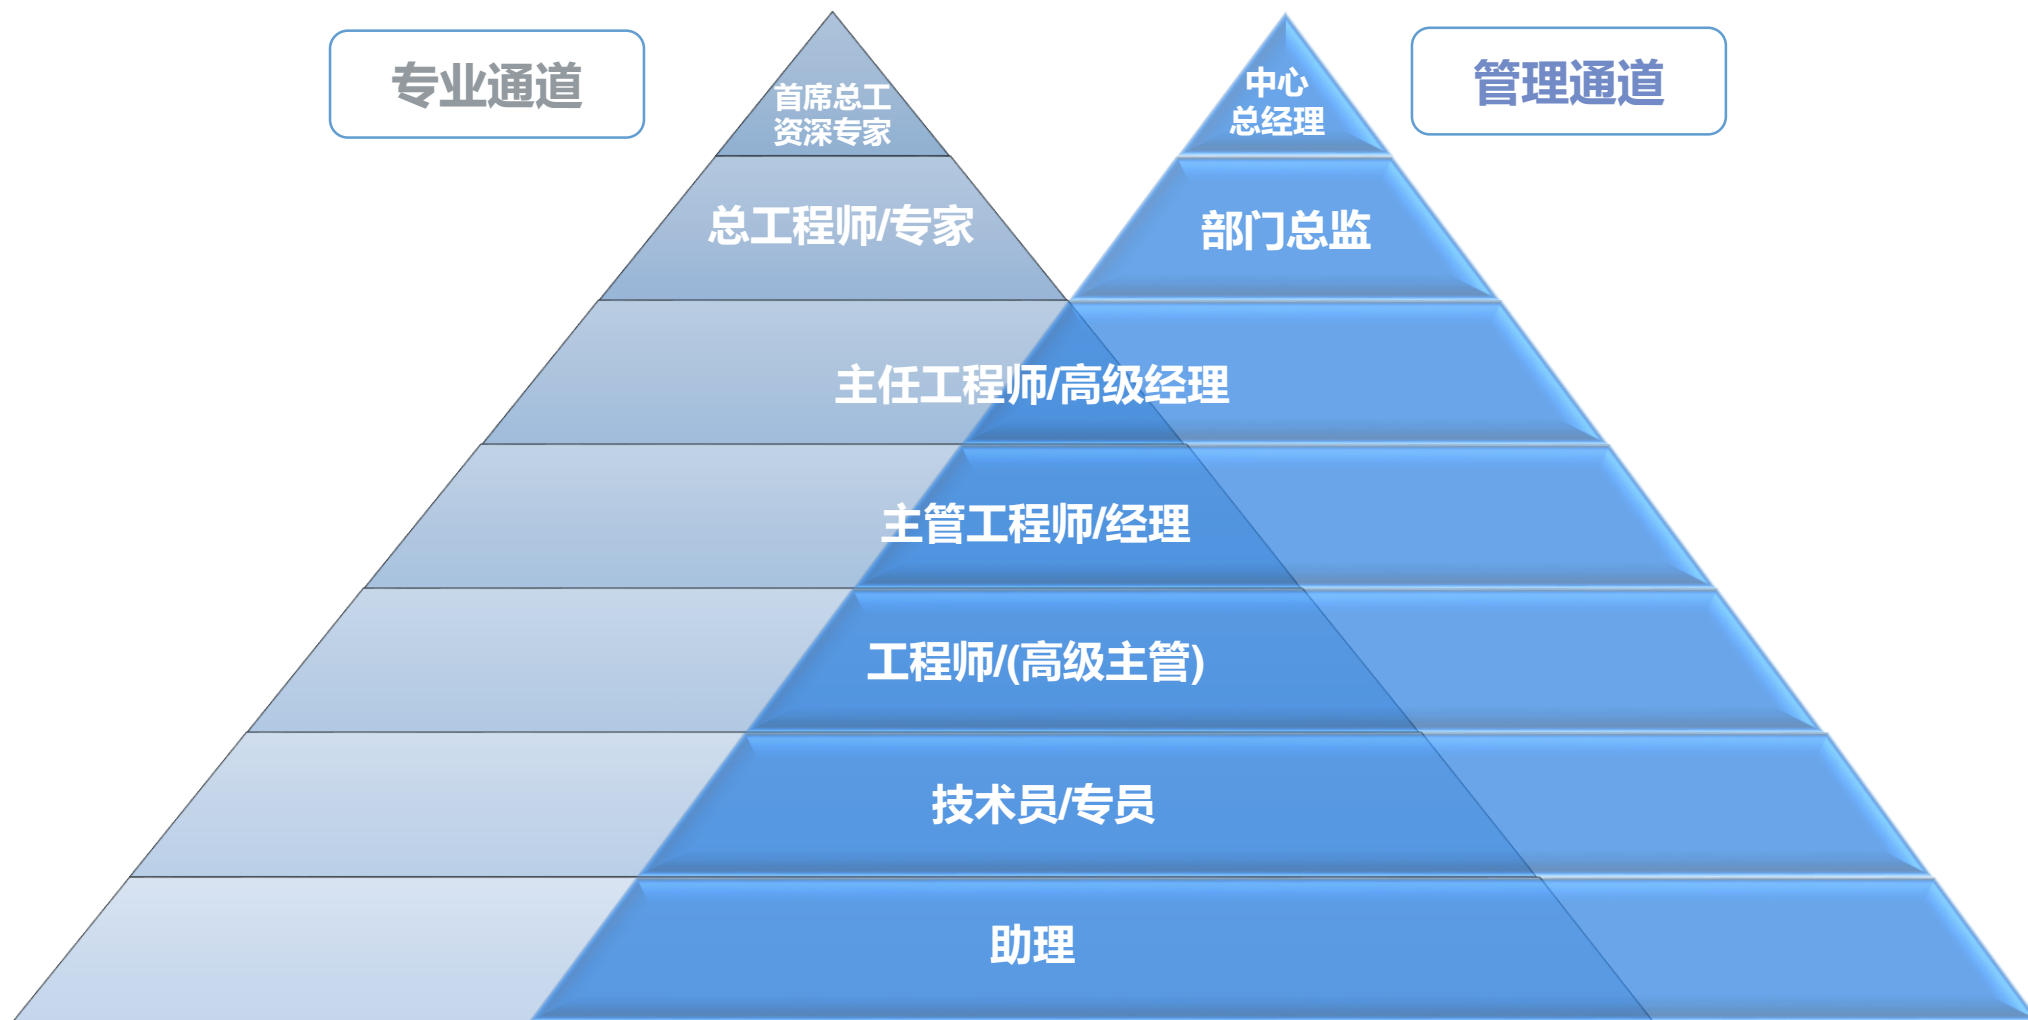 专业通道
管理通道
首席总工
资深专家
中心
总经理
总工程师/专家
部门总监
主任工程师/高级经理
主管工程师/经理
工程师/(高级主管)
技术员/专员
助理